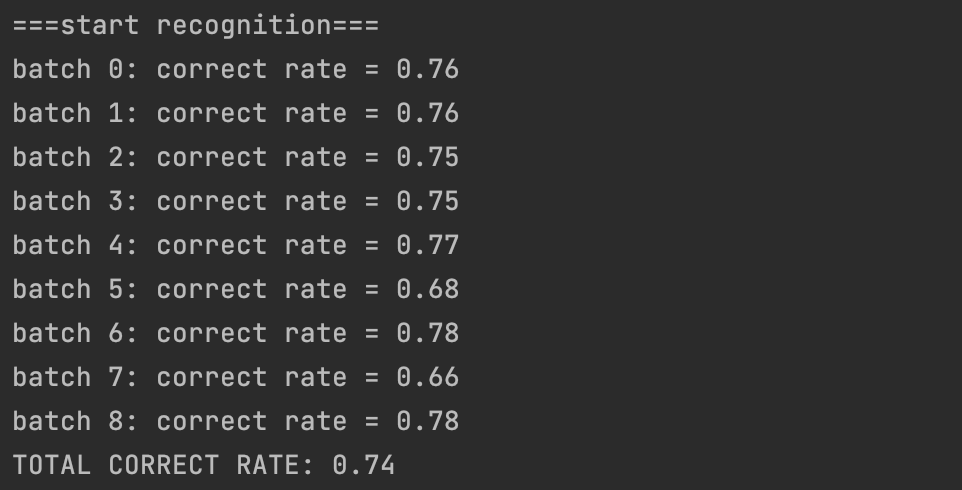 ===start recognition===
batch 0: correct rate = 0.76
batch 1: correct rate = 0.76
batch 2: correct rate = 0.75
batch 3: correct rate = 0.75
batch 4: correct rate = 0.77
batch 5: correct rate = 0.68
batch 6: correct rate = 0.78
batch 7: correct rate = 0.66
batch 8: correct rate = 0.78
TOTAL CORRECT RATE: 0.74